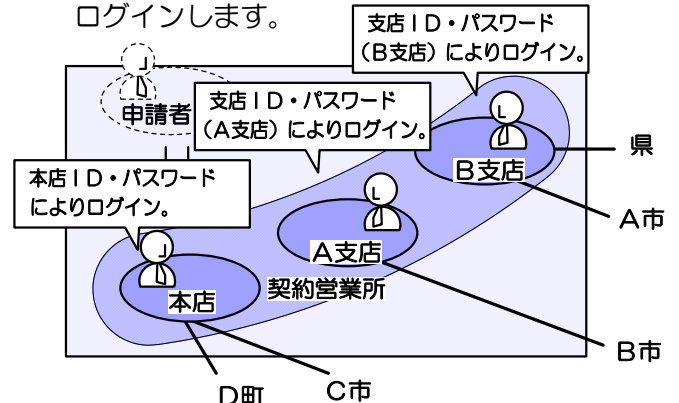 ログインします。
支店ID・パスワード
(B支店)によりログイン。
支店ID・パスワード
(A支店)によりログイン。
申請者
本店ID・パスワード
によりログイン。
県
B支店
A市
A支店
契約営業所
本店
B市
C市
D町